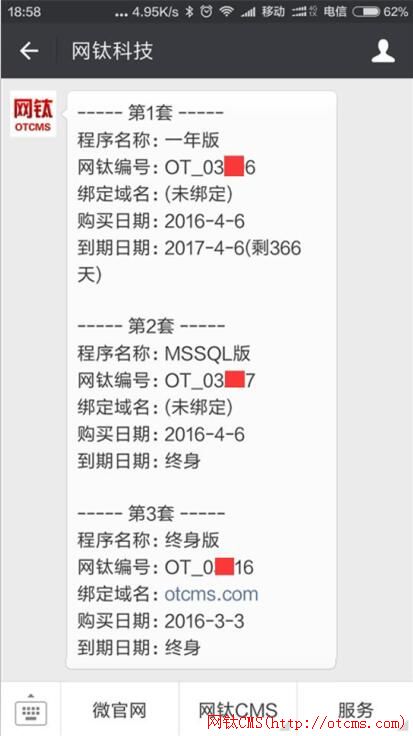 18:58
... 4.95K/s 移动 4G 1X 电信 62%
网钛科技
网钛
OTCMS
----- 第1套 -----
程序名称: 一年版
网钛编号: OT_03 6
绑定域名: (未绑定)
购买日期: 2016-4-6
到期日期: 2017-4-6(剩366
天)
----- 第2套 -----
程序名称: MSSQL版
网钛编号: OT_03 7
绑定域名: (未绑定)
购买日期: 2016-4-6
到期日期: 终身
----- 第3套 -----
程序名称: 终身版
网钛编号: OT_0 16
绑定域名: otcms.com
购买日期: 2016-3-3
到期日期: 终身
微官网
网钛CMS
服务
网钛CMS(http://otcms.com)